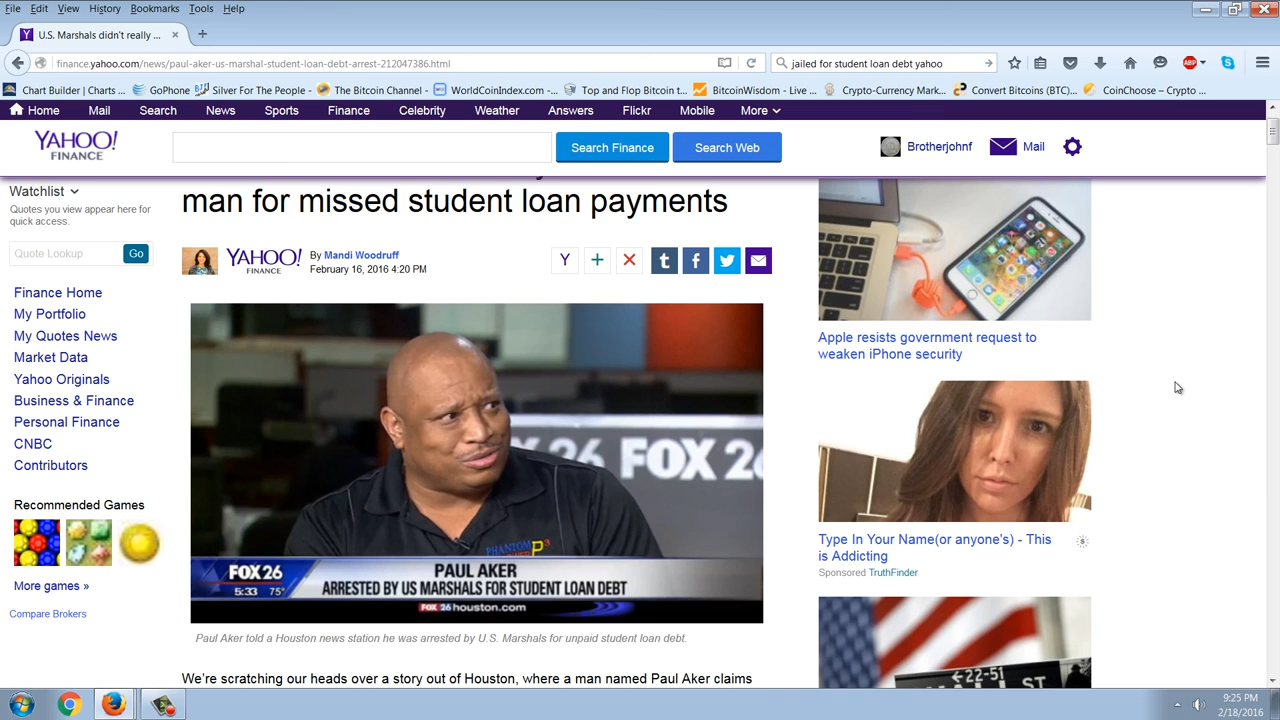 File Edit View History Bookmarks Tools Help
U.S. Marshals didn't really ...
finance.yahoo.com/news/paul-aker-us-marshal-student-loan-debt-arrest-212047386.html
jailed for student loan debt yahoo
ABP
Chart Builder | Charts ... GoPhone Silver For The People - The Bitcoin Channel - WorldCoinIndex.com -... Top and Flop Bitcoin t... BitcoinWisdom - Live ... Crypto-Currency Mark... Convert Bitcoins (BTC)... CoinChoose – Crypto ...
Home Mail Search News Sports Finance Celebrity Weather Answers Flickr Mobile More
YAHOO!
FINANCE
Search Finance Search Web
Brotherjohnf Mail
Watchlist
Quotes you view appear here for
quick access.
Quote Lookup Go
Finance Home
My Portfolio
My Quotes News
Market Data
Yahoo Originals
Business & Finance
Personal Finance
CNBC
Contributors
Recommended Games
More games »
Compare Brokers
man for missed student loan payments
YAHOO!
FINANCE
By Mandi Woodruff
February 16, 2016 4:20 PM
FOX 26
PHANTOM
FOX26
5:33 75°
PAUL AKER
ARRESTED BY US MARSHALS FOR STUDENT LOAN DEBT
FOX 26 houston.com
Paul Aker told a Houston news station he was arrested by U.S. Marshals for unpaid student loan debt.
We're scratching our heads over a story out of Houston, where a man named Paul Aker claims
Apple resists government request to
weaken iPhone security
Type In Your Name(or anyone's) - This
is Addicting
Sponsored TruthFinder
←22-51
9:25 PM
2/18/2016